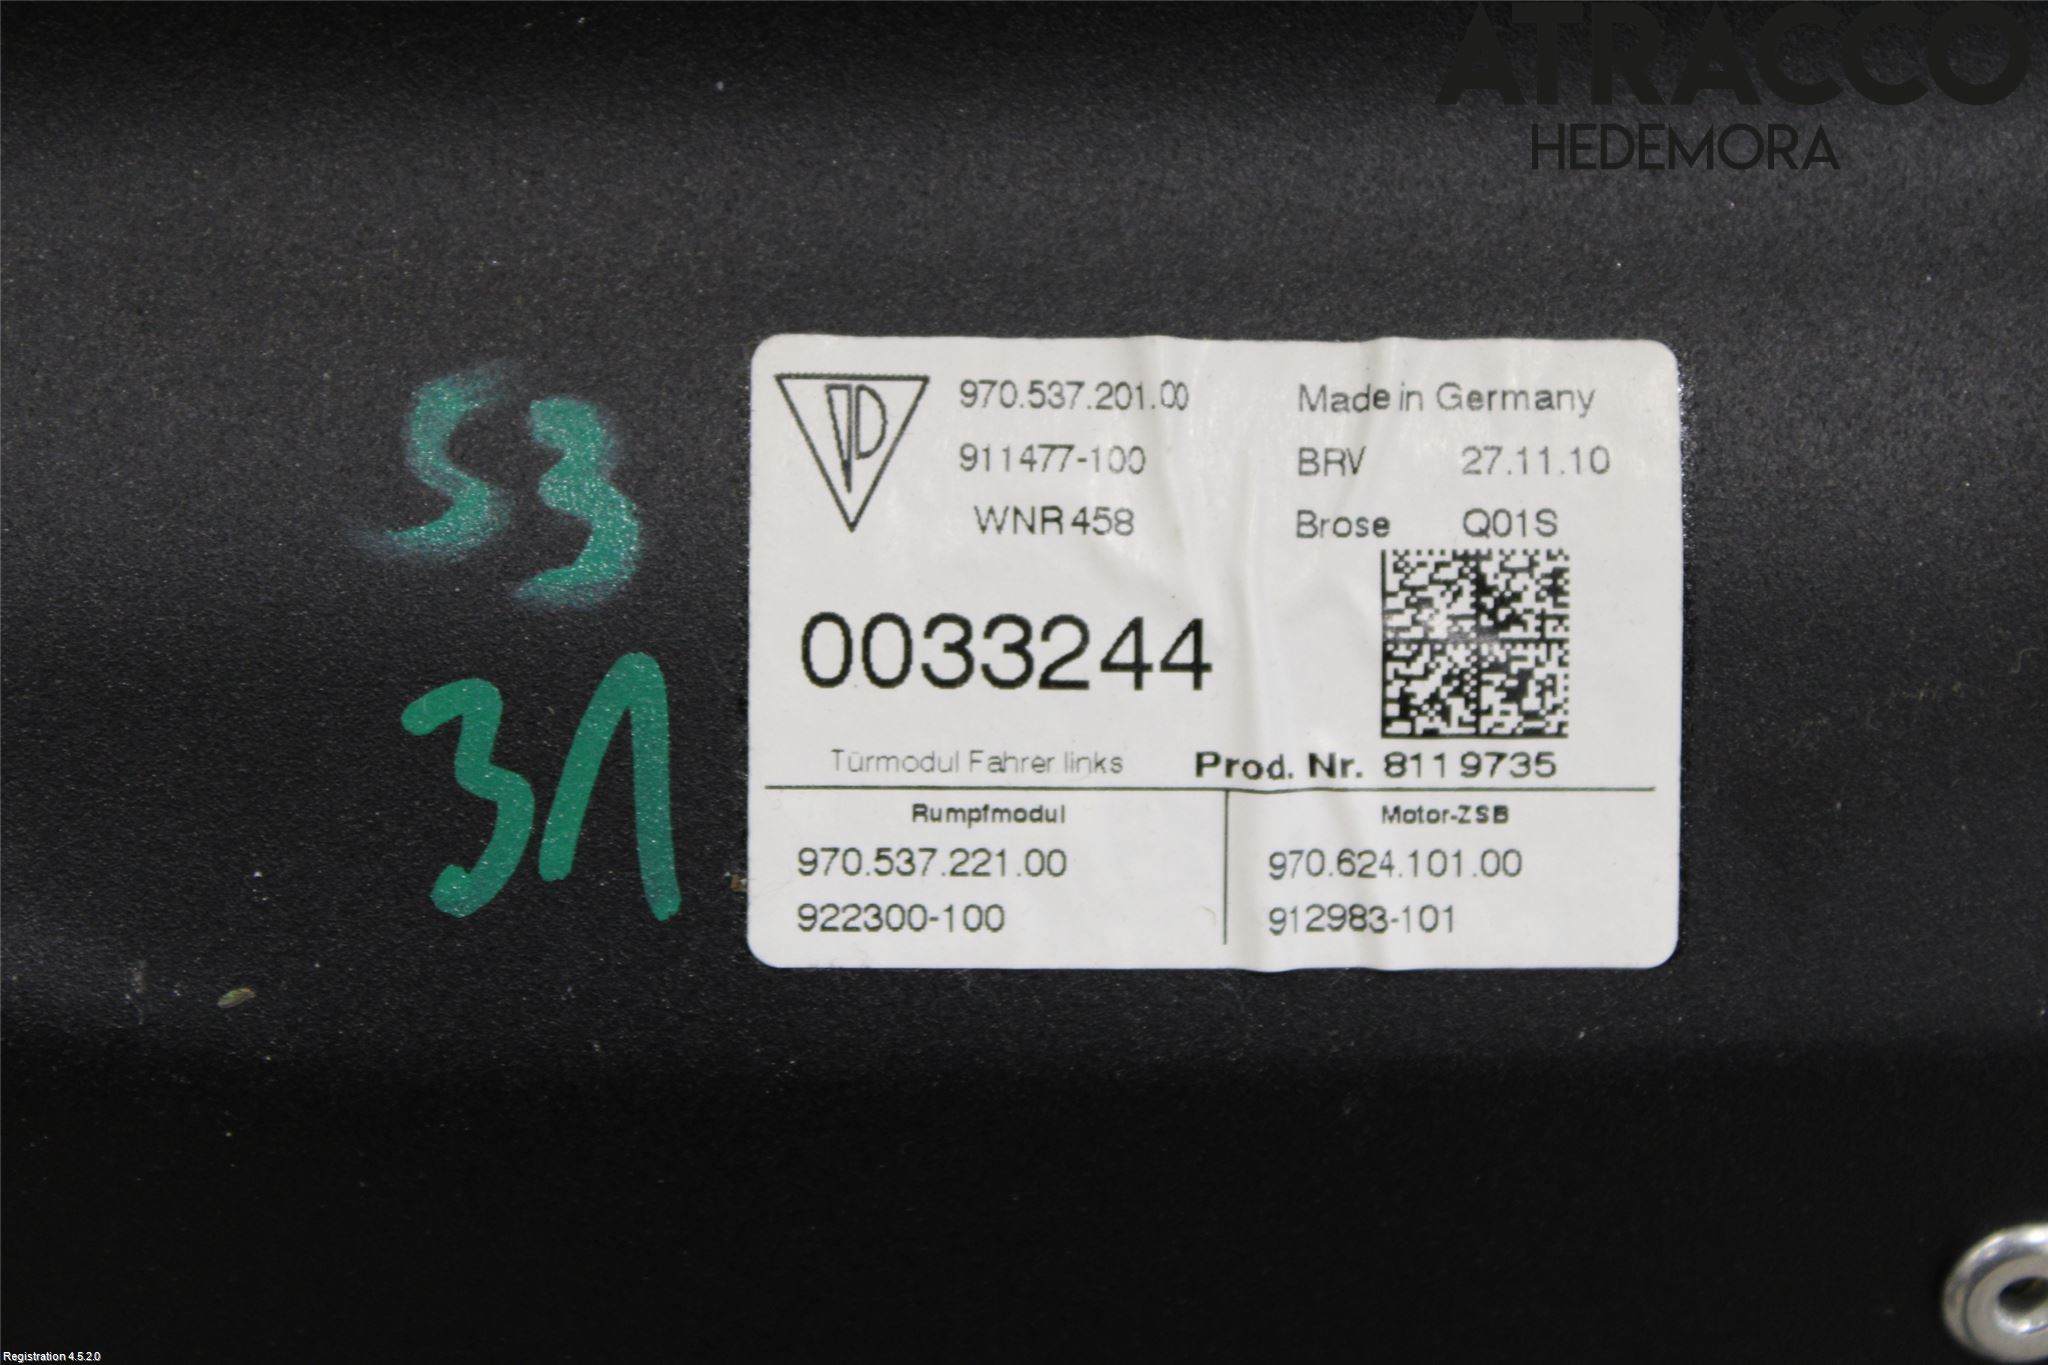 ATRACCO
HEDEMORA
53
31
970.537.201.00 Made in Germany
911477-100 BRV 27.11.10
WNR 458 Brose Q01S
0033244
Türmodul Fahrer links Prod. Nr. 8119735
Rumpfmodul Motor-ZSB
970.537.221.00 970.624.101.00
922300-100 912983-101
Registration 4.5.2.0